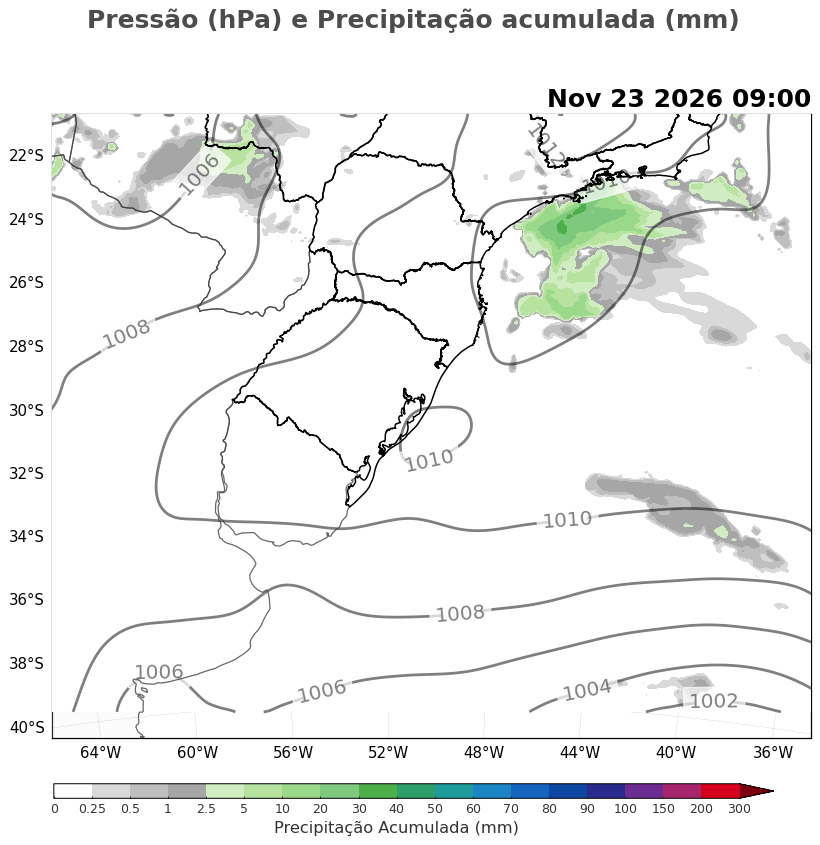 Pressão (hPa) e Precipitação acumulada (mm)
Nov 23 2026 09:00
1012
1010
1006
1008
1010
1010
1008
1006
1006
1004
1002
22°S
24°S
26°S
28°S
30°S
32°S
34°S
36°S
38°S
40°S
64°W 60°W 56°W 52°W 48°W 44°W 40°W 36°W
0 0.25 0.5 1 2.5 5 10 20 30 40 50 60 70 80 90 100 150 200 300
Precipitação Acumulada (mm)